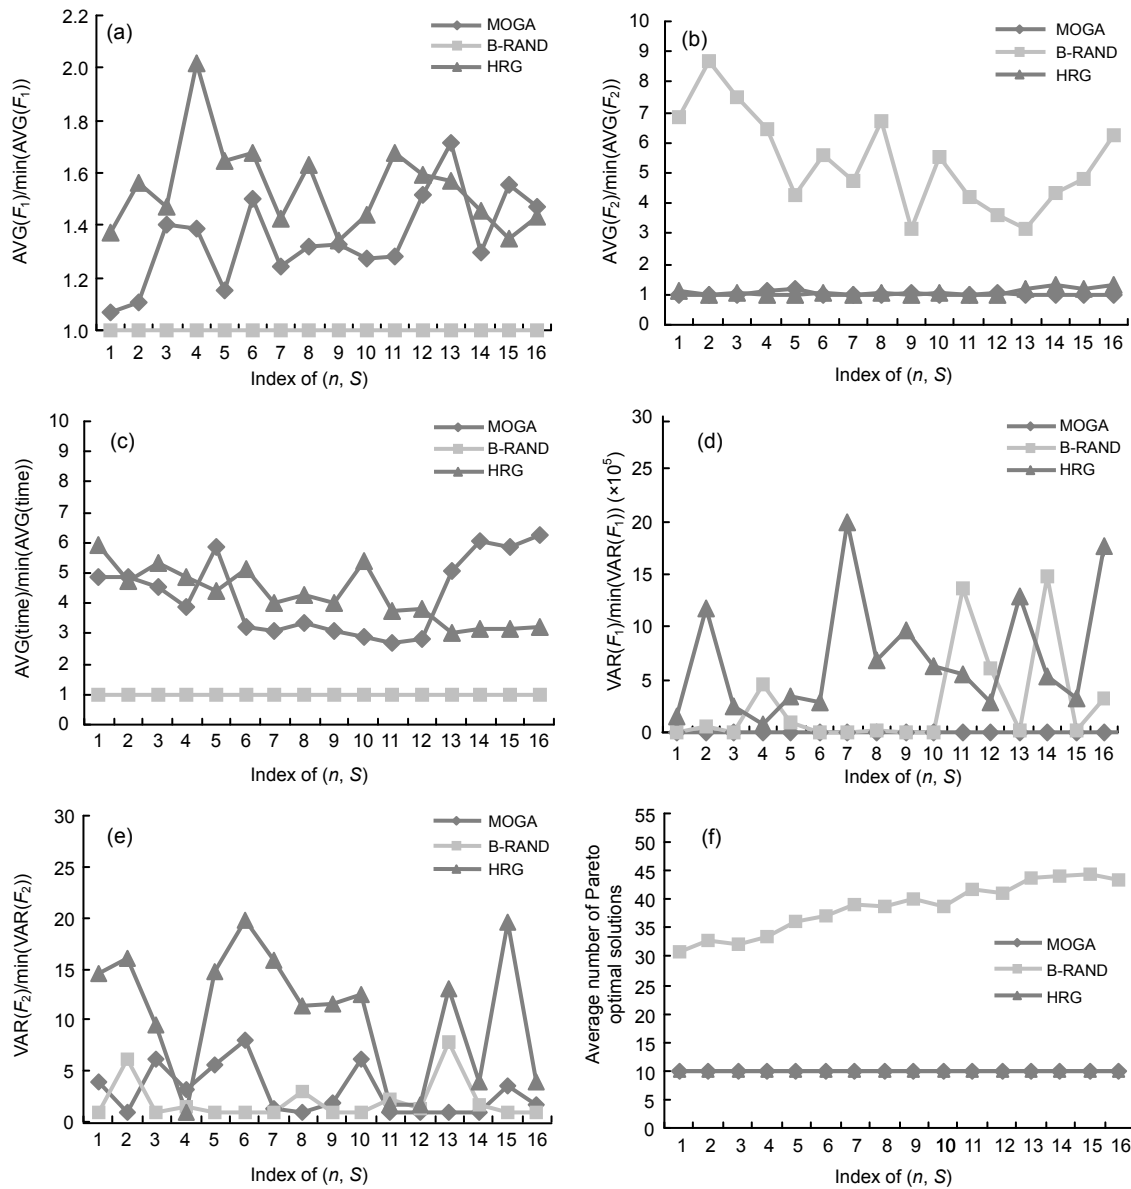 (a)
MOGA
B-RAND
HRG
AVG(F₁)/min(AVG(F₁))
2.2
2.0
1.8
1.6
1.4
1.2
1.0
1 2 3 4 5 6 7 8 9 10 11 12 13 14 15 16
Index of (n, S)
(b)
MOGA
B-RAND
HRG
AVG(F₂)/min(AVG(F₂))
10
9
8
7
6
5
4
3
2
1
0
1 2 3 4 5 6 7 8 9 10 11 12 13 14 15 16
Index of (n, S)
(c)
MOGA
B-RAND
HRG
AVG(time)/min(AVG(time))
10
9
8
7
6
5
4
3
2
1
0
1 2 3 4 5 6 7 8 9 10 11 12 13 14 15 16
Index of (n, S)
(d)
MOGA
B-RAND
HRG
VAR(F₁)/min(VAR(F₁)) (×10⁵)
30
25
20
15
10
5
0
1 2 3 4 5 6 7 8 9 10 11 12 13 14 15 16
Index of (n, S)
(e)
MOGA
B-RAND
HRG
VAR(F₂)/min(VAR(F₂))
30
25
20
15
10
5
0
1 2 3 4 5 6 7 8 9 10 11 12 13 14 15 16
Index of (n, S)
(f)
MOGA
B-RAND
HRG
Average number of Pareto
optimal solutions
55
50
45
40
35
30
25
20
15
10
5
0
1 2 3 4 5 6 7 8 9 10 11 12 13 14 15 16
Index of (n, S)